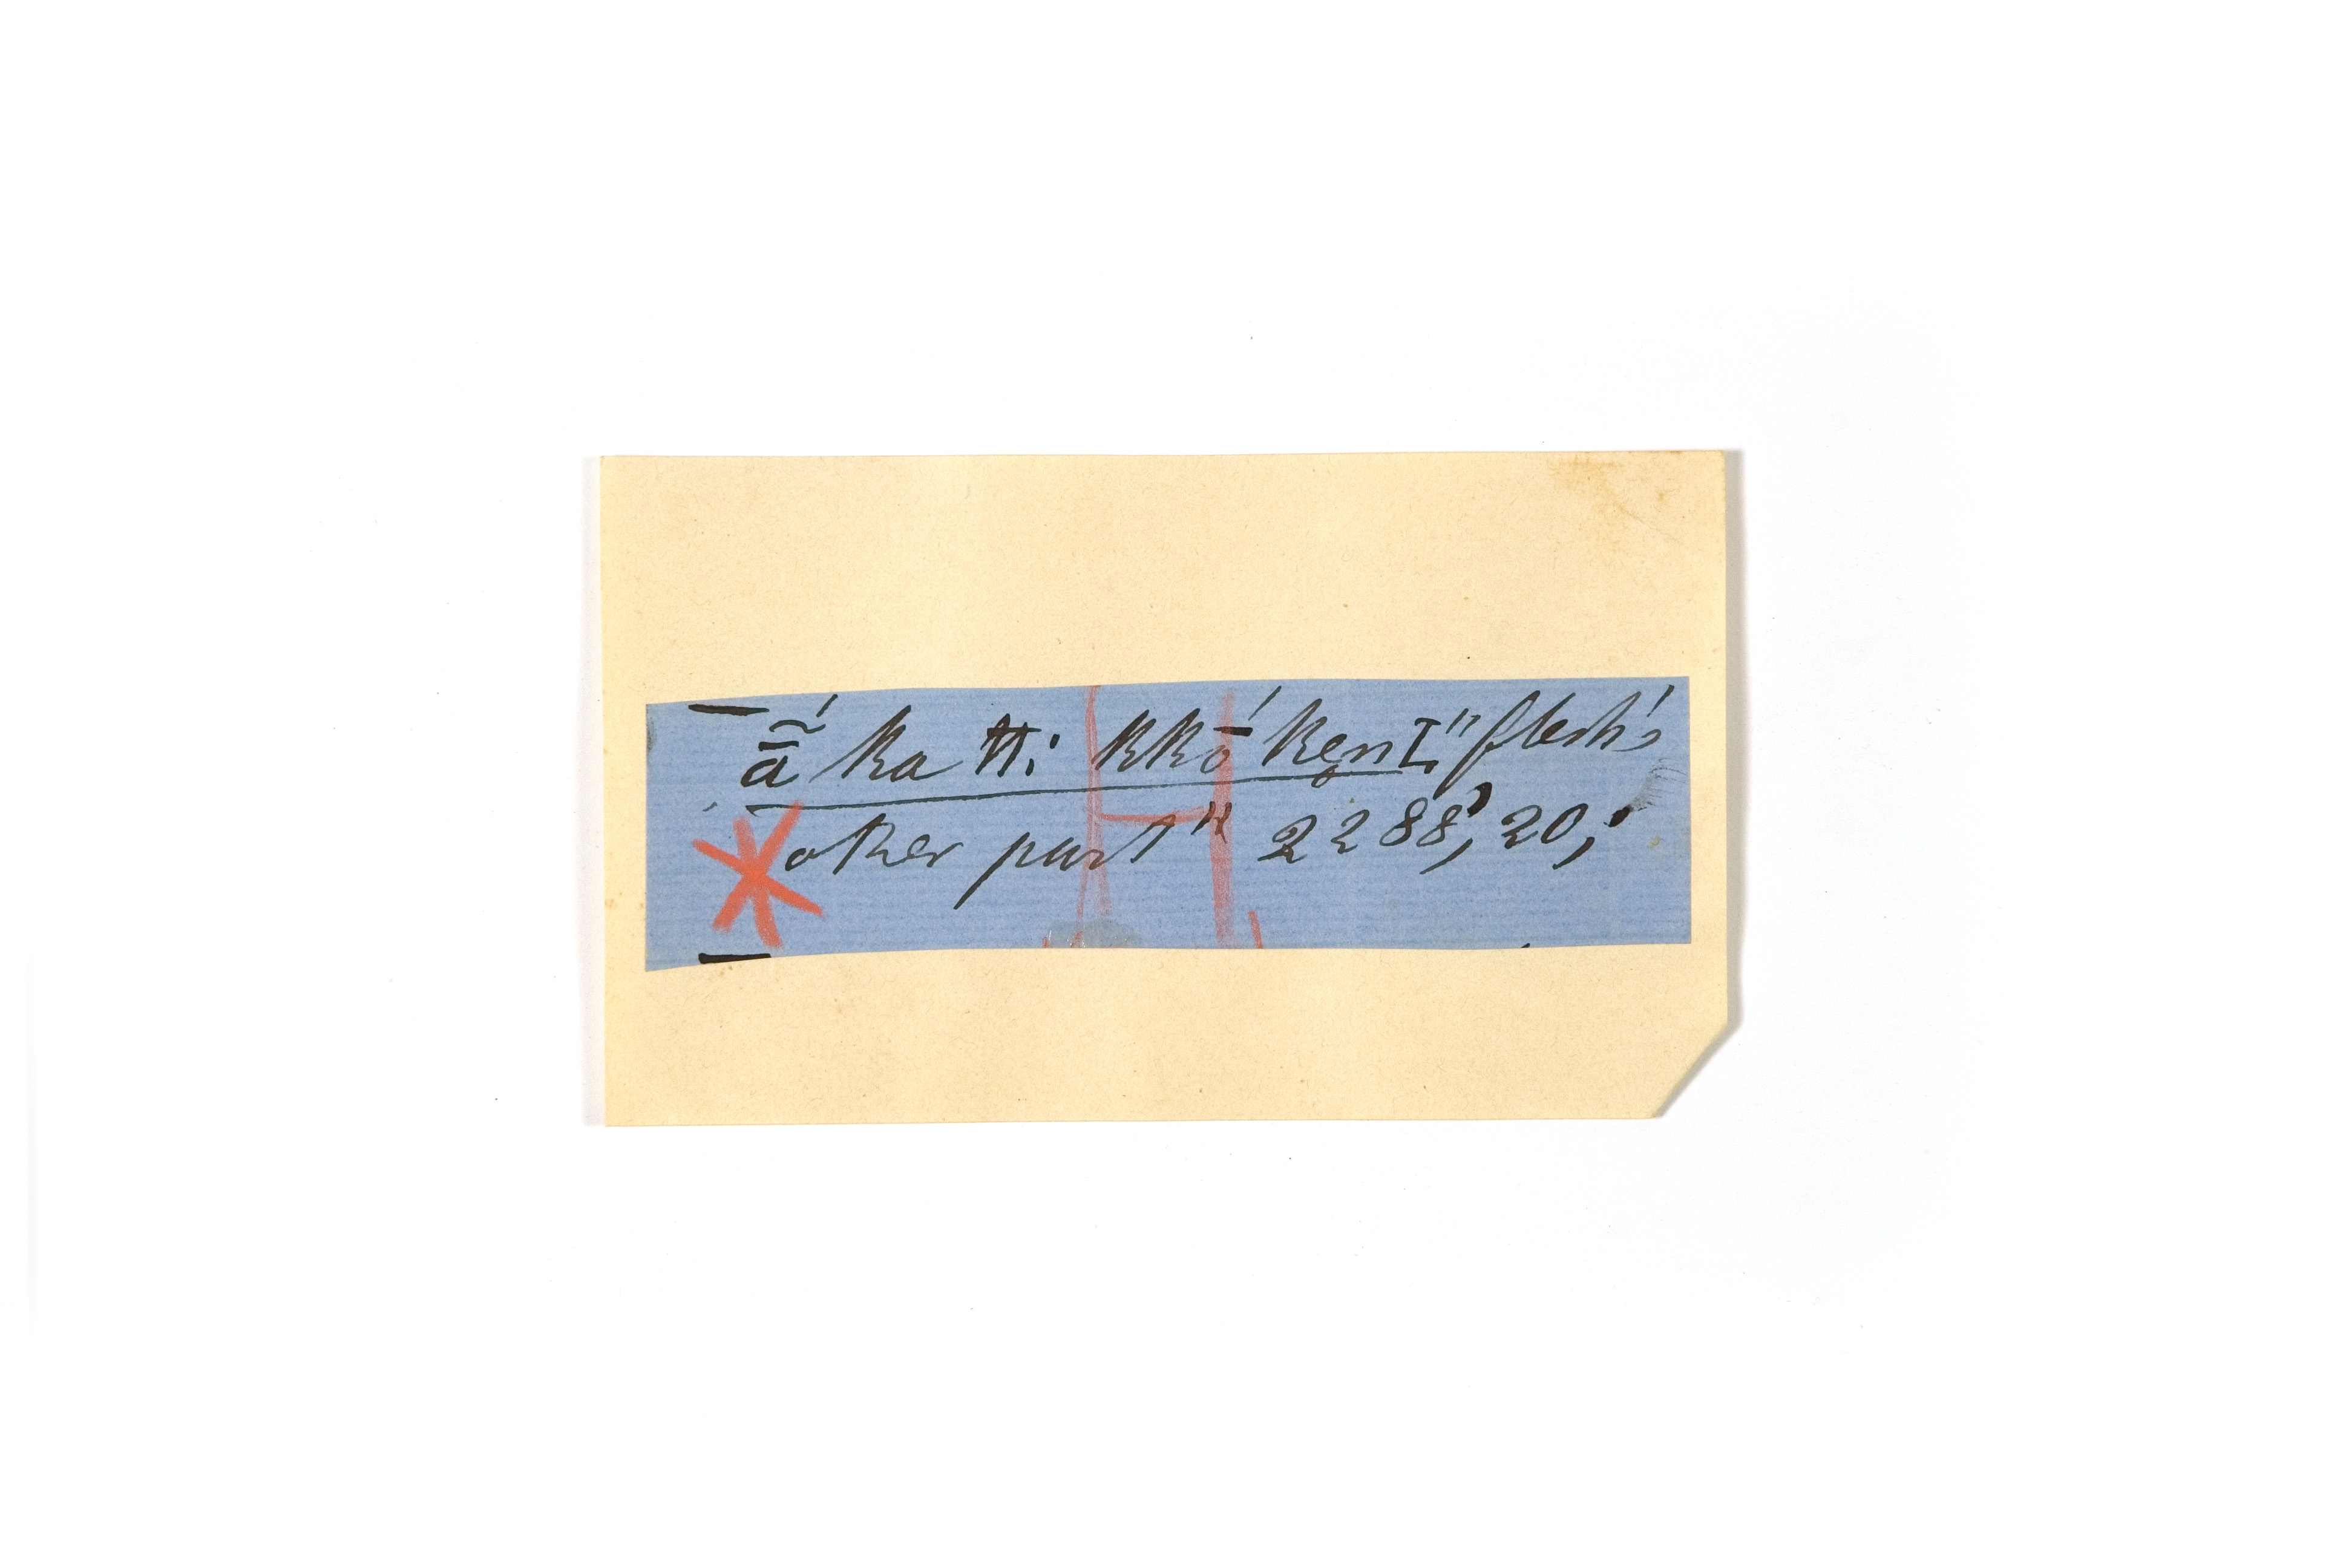 ā̃́ ka tti kkṓ ken I, " flesh's
other part " 2288, 20,